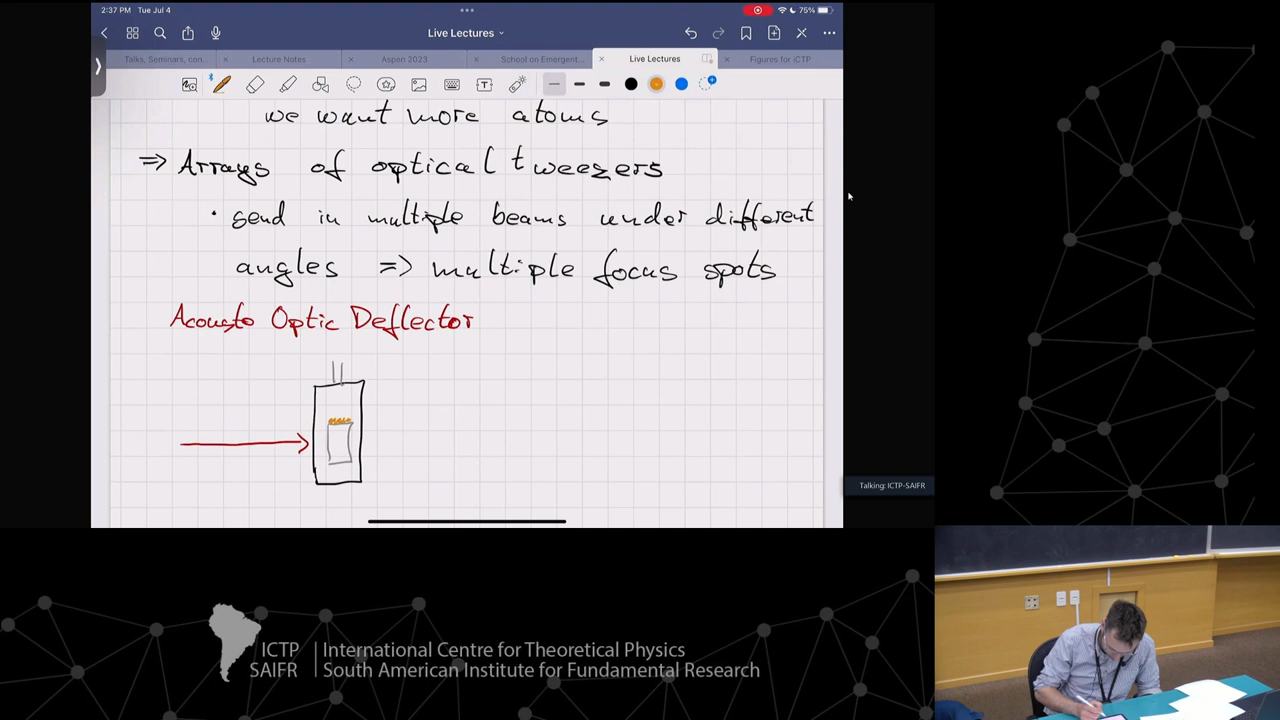 2:37 PM Tue Jul 4
75%
Live Lectures
Talks, Seminars, con...
Lecture Notes
Aspen 2023
School on Emergent...
Live Lectures
Figures for iCTP
we want more atoms
=> Arrays of optical tweezers
· send in multiple beams under different
angles => multiple focus spots
Acousto Optic Deflector
Talking: ICTP-SAIFR
ICTP
SAIFR
International Centre for Theoretical Physics
South American Institute for Fundamental Research